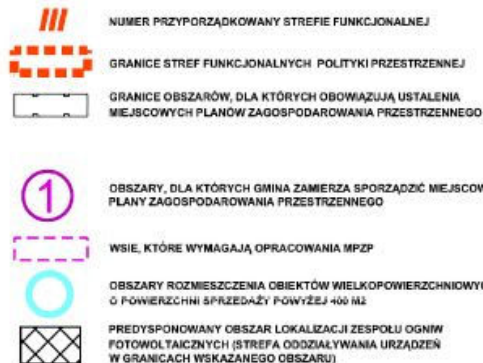 III
NUMER PRZYPORZĄDKOWANY STREFIE FUNKCJONALNEJ
GRANICE STREF FUNKCJONALNYCH POLITYKI PRZESTRZENNEJ
GRANICE OBSZARÓW, DLA KTÓRYCH OBOWIĄZUJĄ USTALENIA
MIEJSCOWYCH PLANÓW ZAGOSPODAROWANIA PRZESTRZENNEGO
1
OBSZARY, DLA KTÓRYCH GMINA ZAMIERZA SPORZĄDZIĆ MIEJSCOW
PLANY ZAGOSPODAROWANIA PRZESTRZENNEGO
WSIE, KTÓRE WYMAGAJĄ OPRACOWANIA MPZP
OBSZARY ROZMIESZCZENIA OBIEKTÓW WIELKOPOWIERZCHNIOWY
O POWIERZCHNI SPRZEDAŻY POWYŻEJ 400 M2
PREDYSPONOWANY OBSZAR LOKALIZACJI ZESPOŁU OGNIW
FOTOWOLTAICZNYCH (STREFA ODDZIAŁYWANIA URZĄDZEŃ
W GRANICACH WSKAZANEGO OBSZARU)